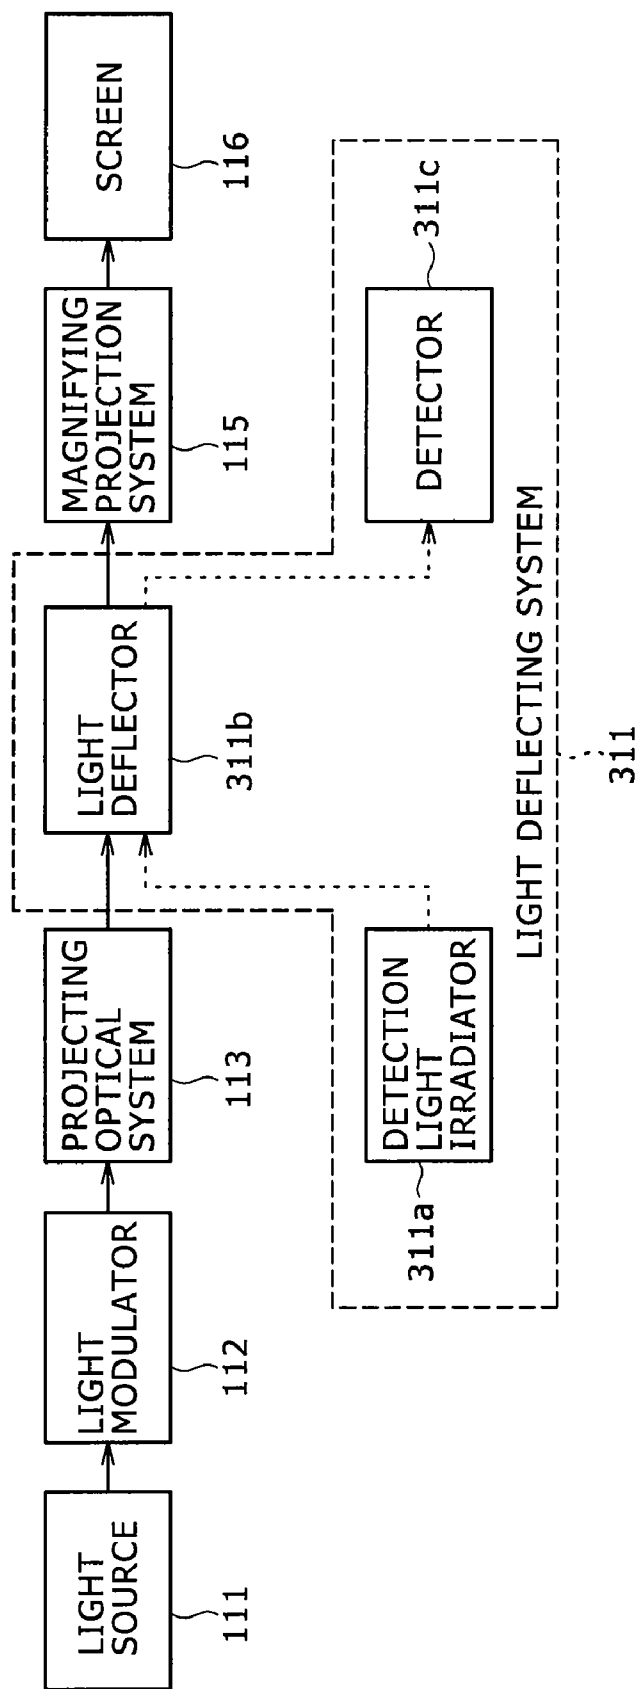 LIGHT
SOURCE
111
LIGHT
MODULATOR
112
PROJECTING
OPTICAL
SYSTEM
113
LIGHT
DEFLECTOR
311b
MAGNIFYING
PROJECTION
SYSTEM
115
SCREEN
116
DETECTION
LIGHT
IRRADIATOR
311a
DETECTOR
311c
LIGHT DEFLECTING SYSTEM
311